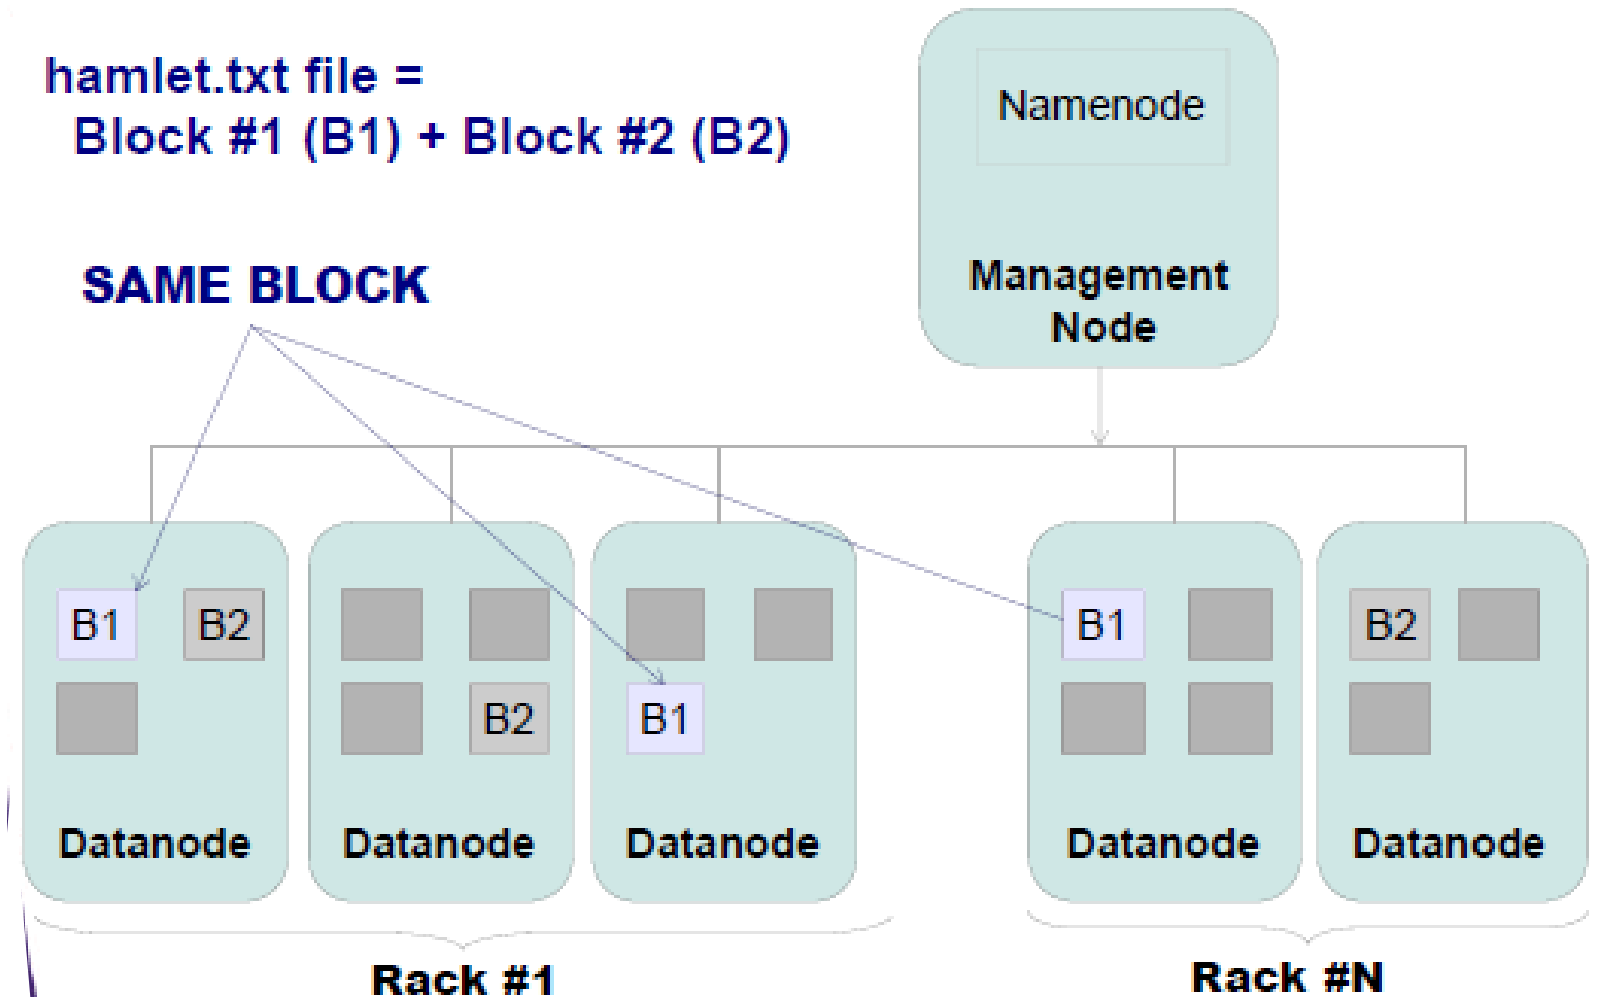 hamlet.txt file =
Block #1 (B1) + Block #2 (B2)
Namenode
Management
Node
SAME BLOCK
B1 B2
B2
B1
B1
B2
Datanode Datanode Datanode Datanode Datanode
Rack #1 Rack #N